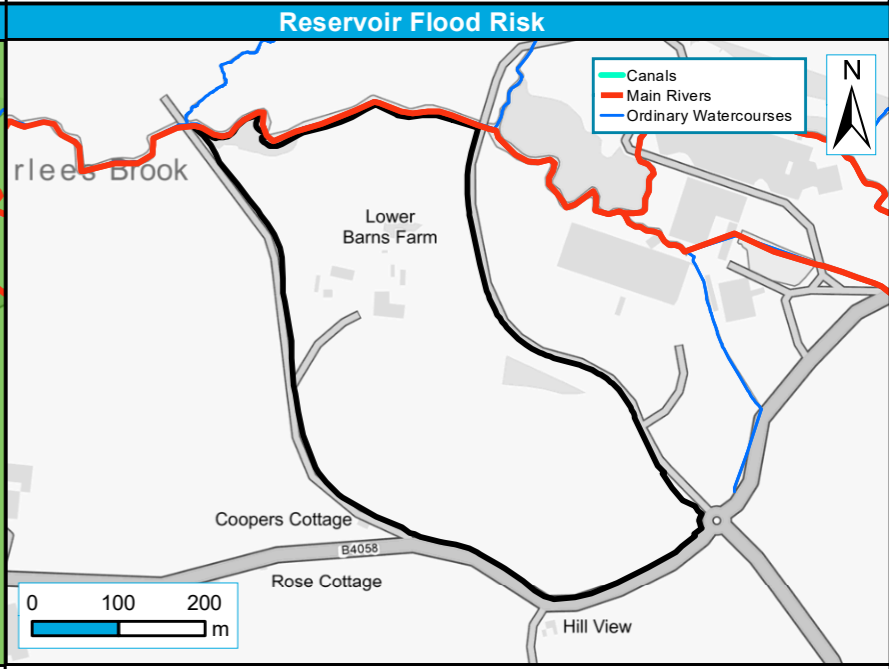 Reservoir Flood Risk
Canals
Main Rivers
Ordinary Watercourses
N
rlees Brook
Lower
Barns Farm
Coopers Cottage
B4058
Rose Cottage
0 100 200
m
Hill View